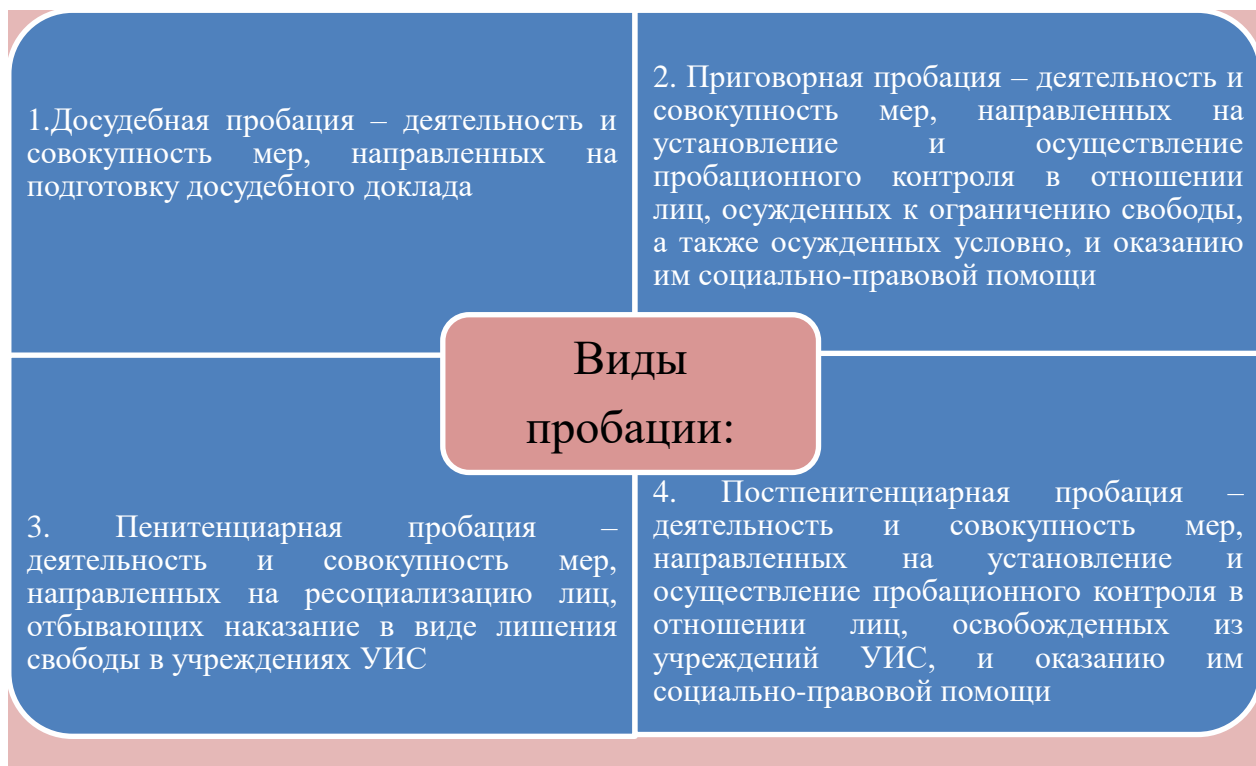 1.Досудебная пробация – деятельность и
совокупность мер, направленных на
подготовку досудебного доклада
2. Приговорная пробация – деятельность и
совокупность мер, направленных на
установление и осуществление
пробационного контроля в отношении
лиц, осужденных к ограничению свободы,
а также осужденных условно, и оказанию
им социально-правовой помощи
Виды
пробации:
3. Пенитенциарная пробация –
деятельность и совокупность мер,
направленных на ресоциализацию лиц,
отбывающих наказание в виде лишения
свободы в учреждениях УИС
4. Постпенитенциарная пробация –
деятельность и совокупность мер,
направленных на установление и
осуществление пробационного контроля в
отношении лиц, освобожденных из
учреждений УИС, и оказанию им
социально-правовой помощи